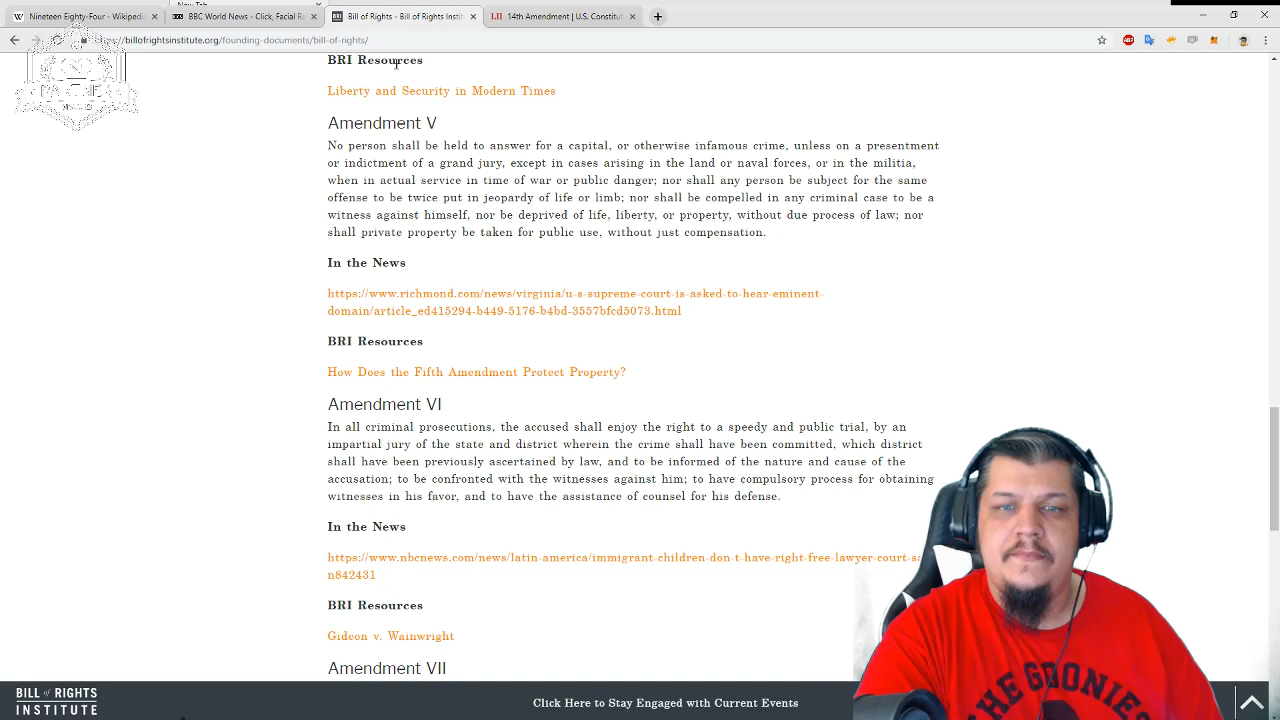 Nineteen Eighty-Four - Wikipedi
BBC World News - Click, Facial Re
Bill of Rights - Bill of Rights Insti
LII 14th Amendment | U.S. Constitut
https://billofrightsinstitute.org/founding-documents/bill-of-rights/
BRI Resources
Liberty and Security in Modern Times
Amendment V
No person shall be held to answer for a capital, or otherwise infamous crime, unless on a presentment
or indictment of a grand jury, except in cases arising in the land or naval forces, or in the militia,
when in actual service in time of war or public danger; nor shall any person be subject for the same
offense to be twice put in jeopardy of life or limb; nor shall be compelled in any criminal case to be a
witness against himself, nor be deprived of life, liberty, or property, without due process of law; nor
shall private property be taken for public use, without just compensation.
In the News
https://www.richmond.com/news/virginia/u-s-supreme-court-is-asked-to-hear-eminent-
domain/article_ed415294-b449-5176-b4bd-3557bfcd5073.html
BRI Resources
How Does the Fifth Amendment Protect Property?
Amendment VI
In all criminal prosecutions, the accused shall enjoy the right to a speedy and public trial, by an
impartial jury of the state and district wherein the crime shall have been committed, which district
shall have been previously ascertained by law, and to be informed of the nature and cause of the
accusation; to be confronted with the witnesses against him; to have compulsory process for obtaining
witnesses in his favor, and to have the assistance of counsel for his defense.
In the News
https://www.nbcnews.com/news/latin-america/immigrant-children-don-t-have-right-free-lawyer-court-s
n842431
BRI Resources
Gideon v. Wainwright
Amendment VII
THE GOONIES
BILL of RIGHTS
INSTITUTE
Click Here to Stay Engaged with Current Events